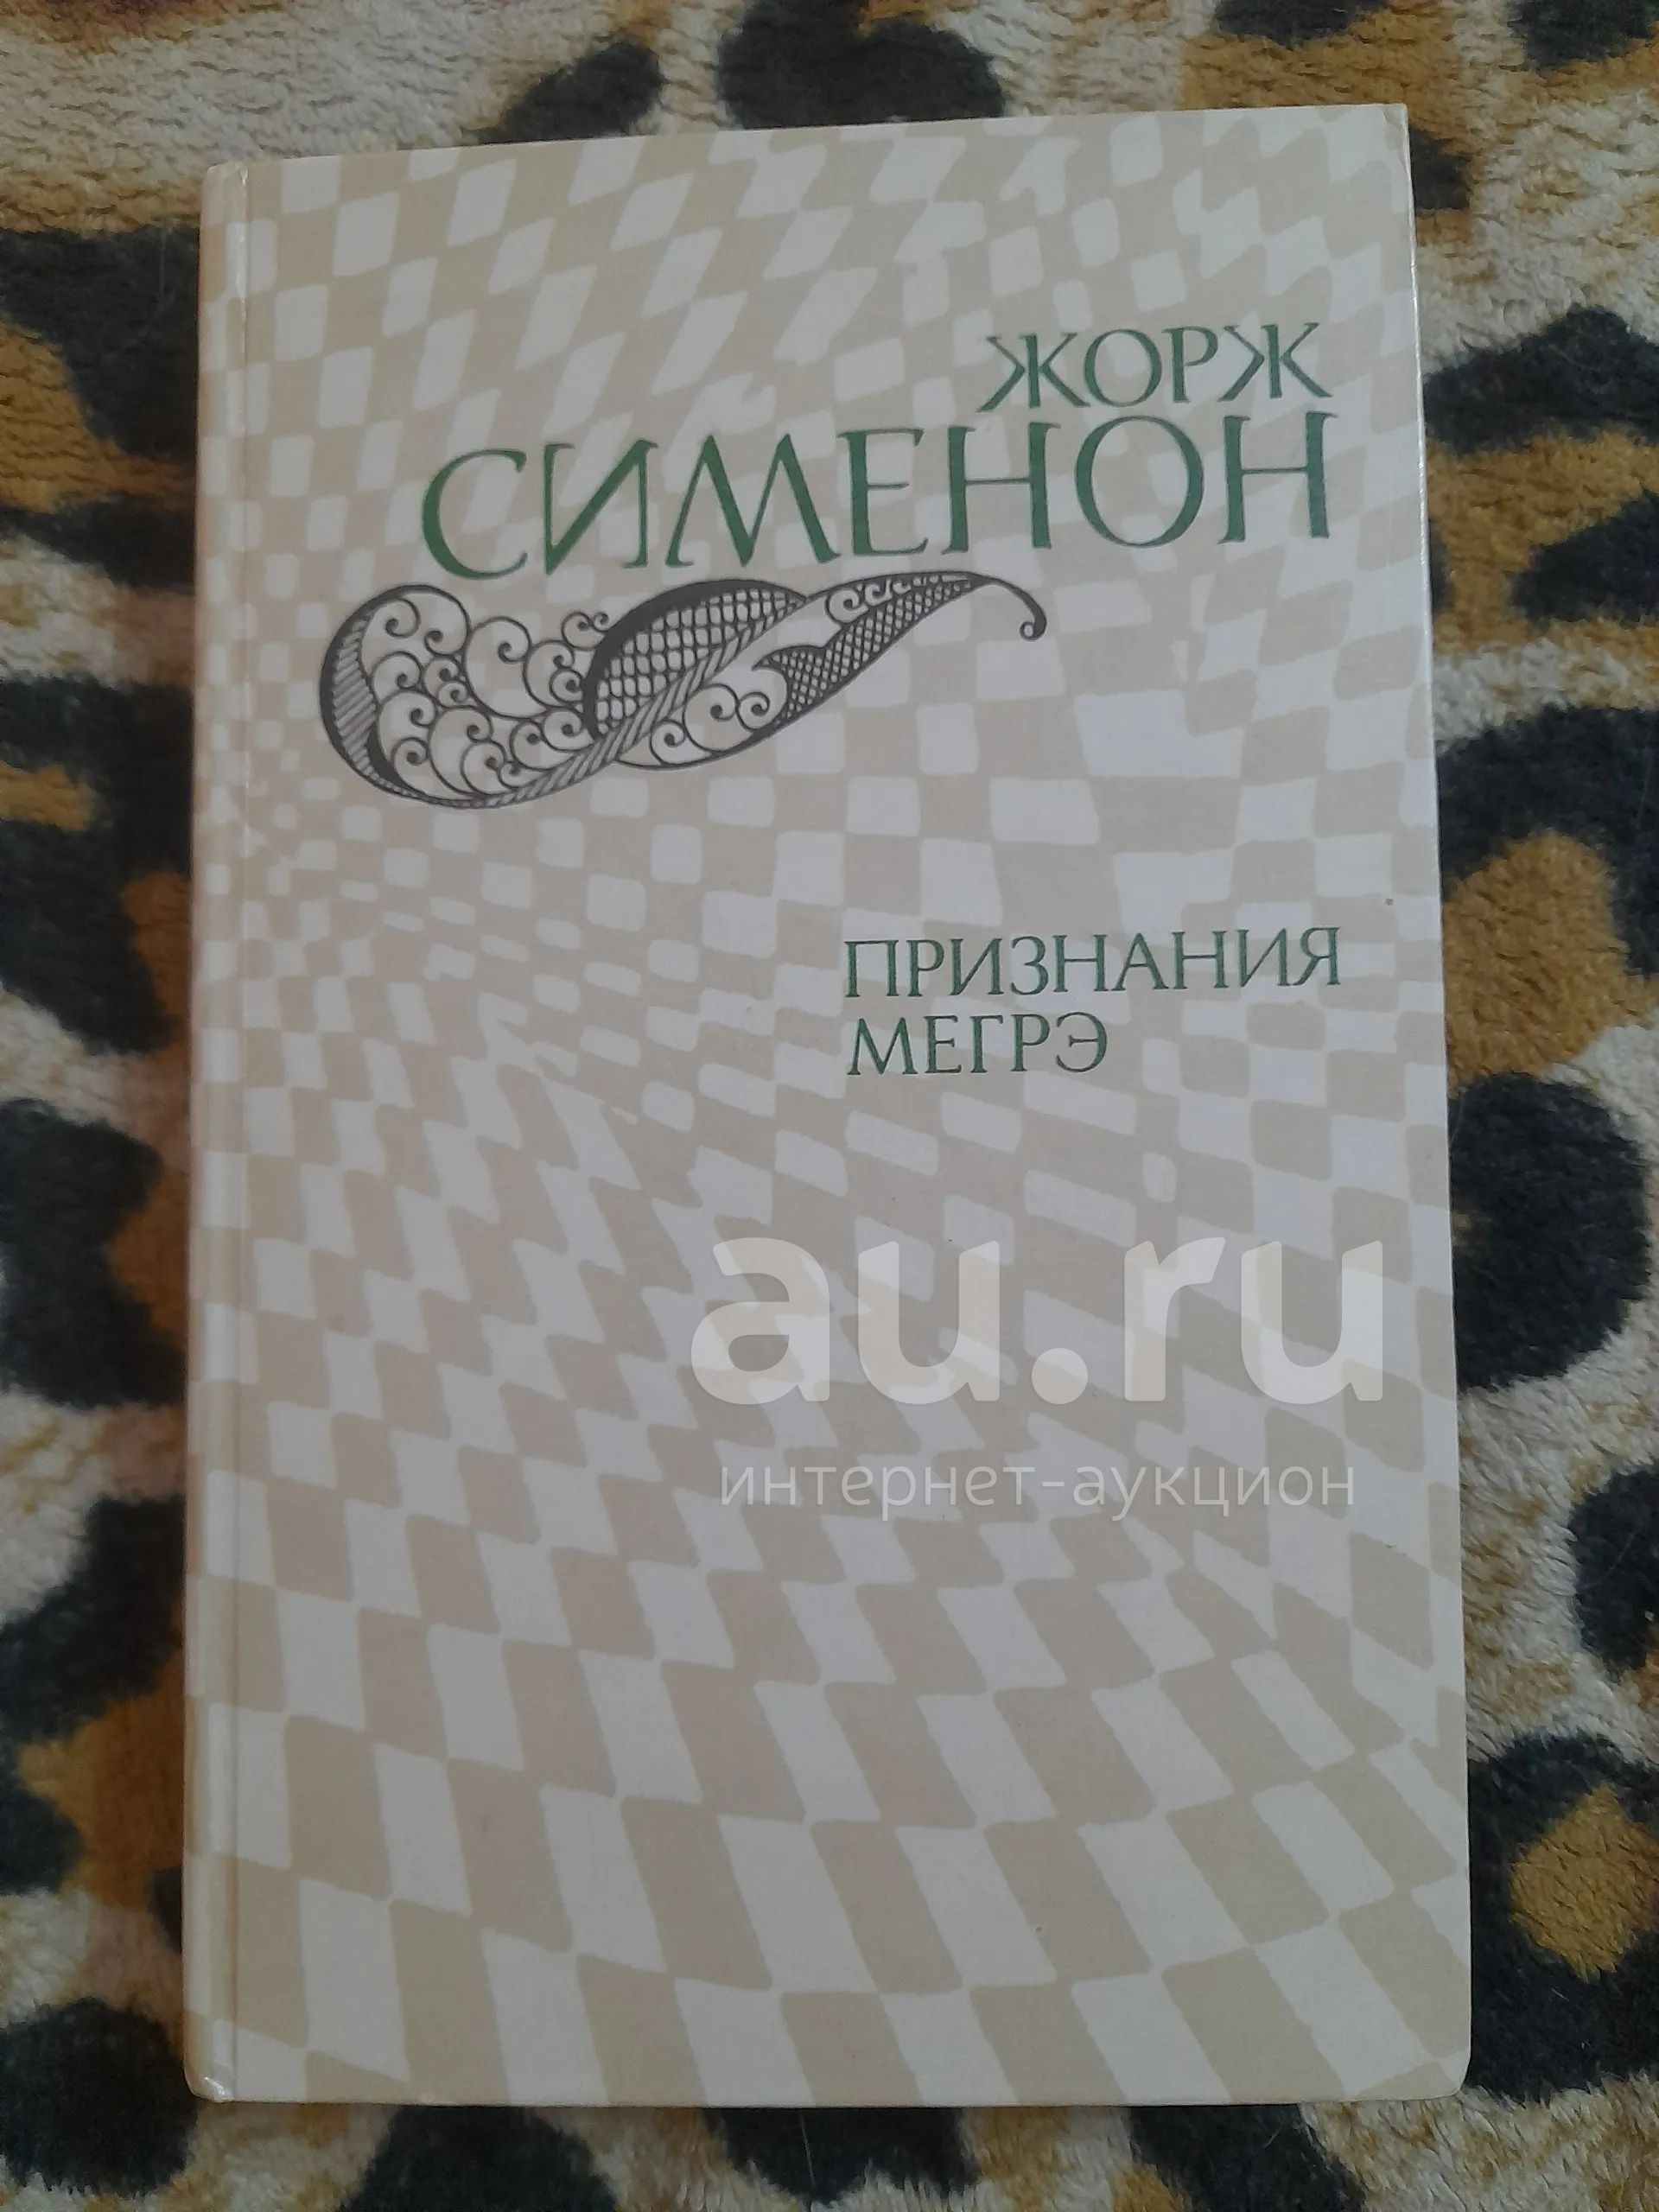 ЖОРЖ
СИМЕНОН
ПРИЗНАНИЯ
МЕГРЭ
au.ru
интернет-аукцион